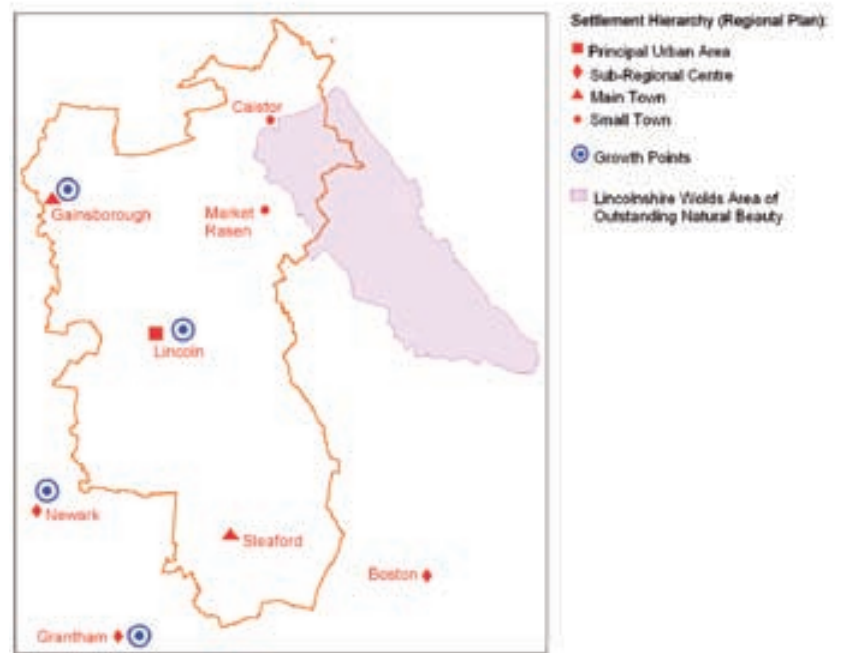 Settlement Hierarchy (Regional Plan):
Principal Urban Area
Sub-Regional Centre
Main Town
Small Town
Growth Points
Lincolnshire Wolds Area of
Outstanding Natural Beauty
Caistor
Gainsborough
Market
Rasen
Lincoln
Newark
Sleaford
Boston
Grantham